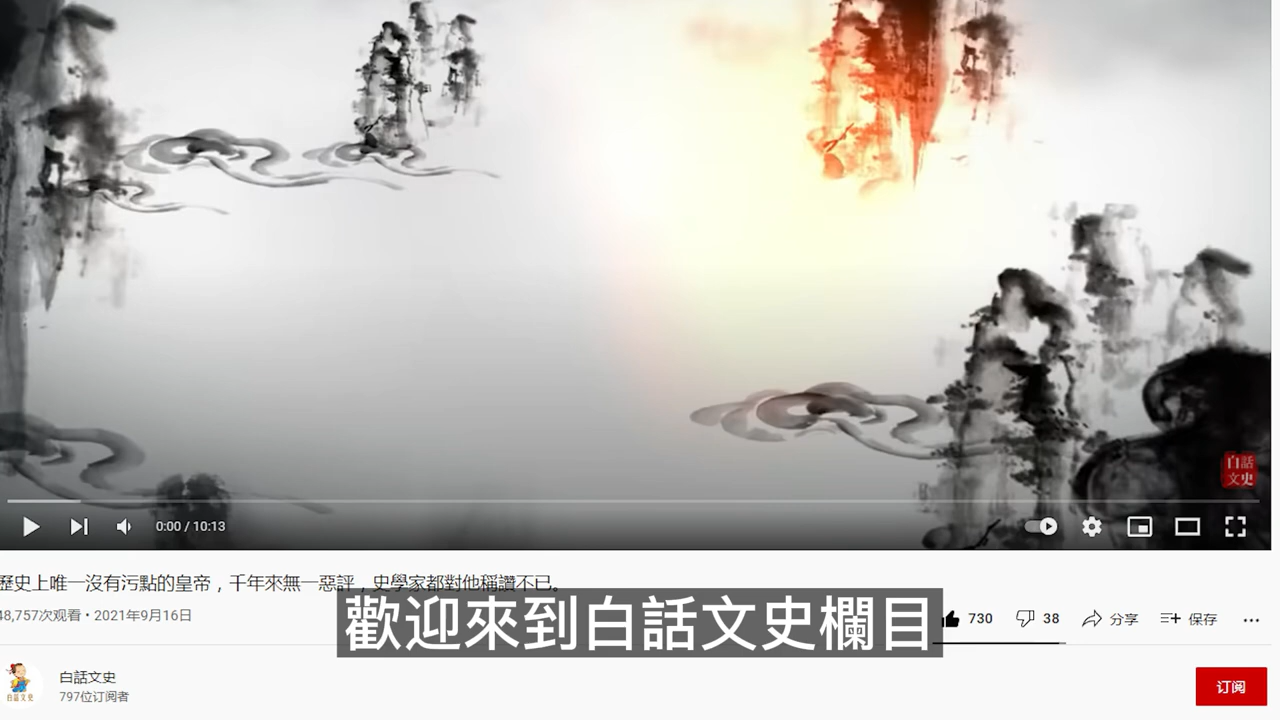 白話
文史
0:00 / 10:13
歷史上唯一沒有污點的皇帝，千年來無一惡評，史學家都對他稱讚不已。
48,757次观看 • 2021年9月16日
730
38
分享
保存
歡迎來到白話文史欄目
白話文史
797位订阅者
白話文史
订阅